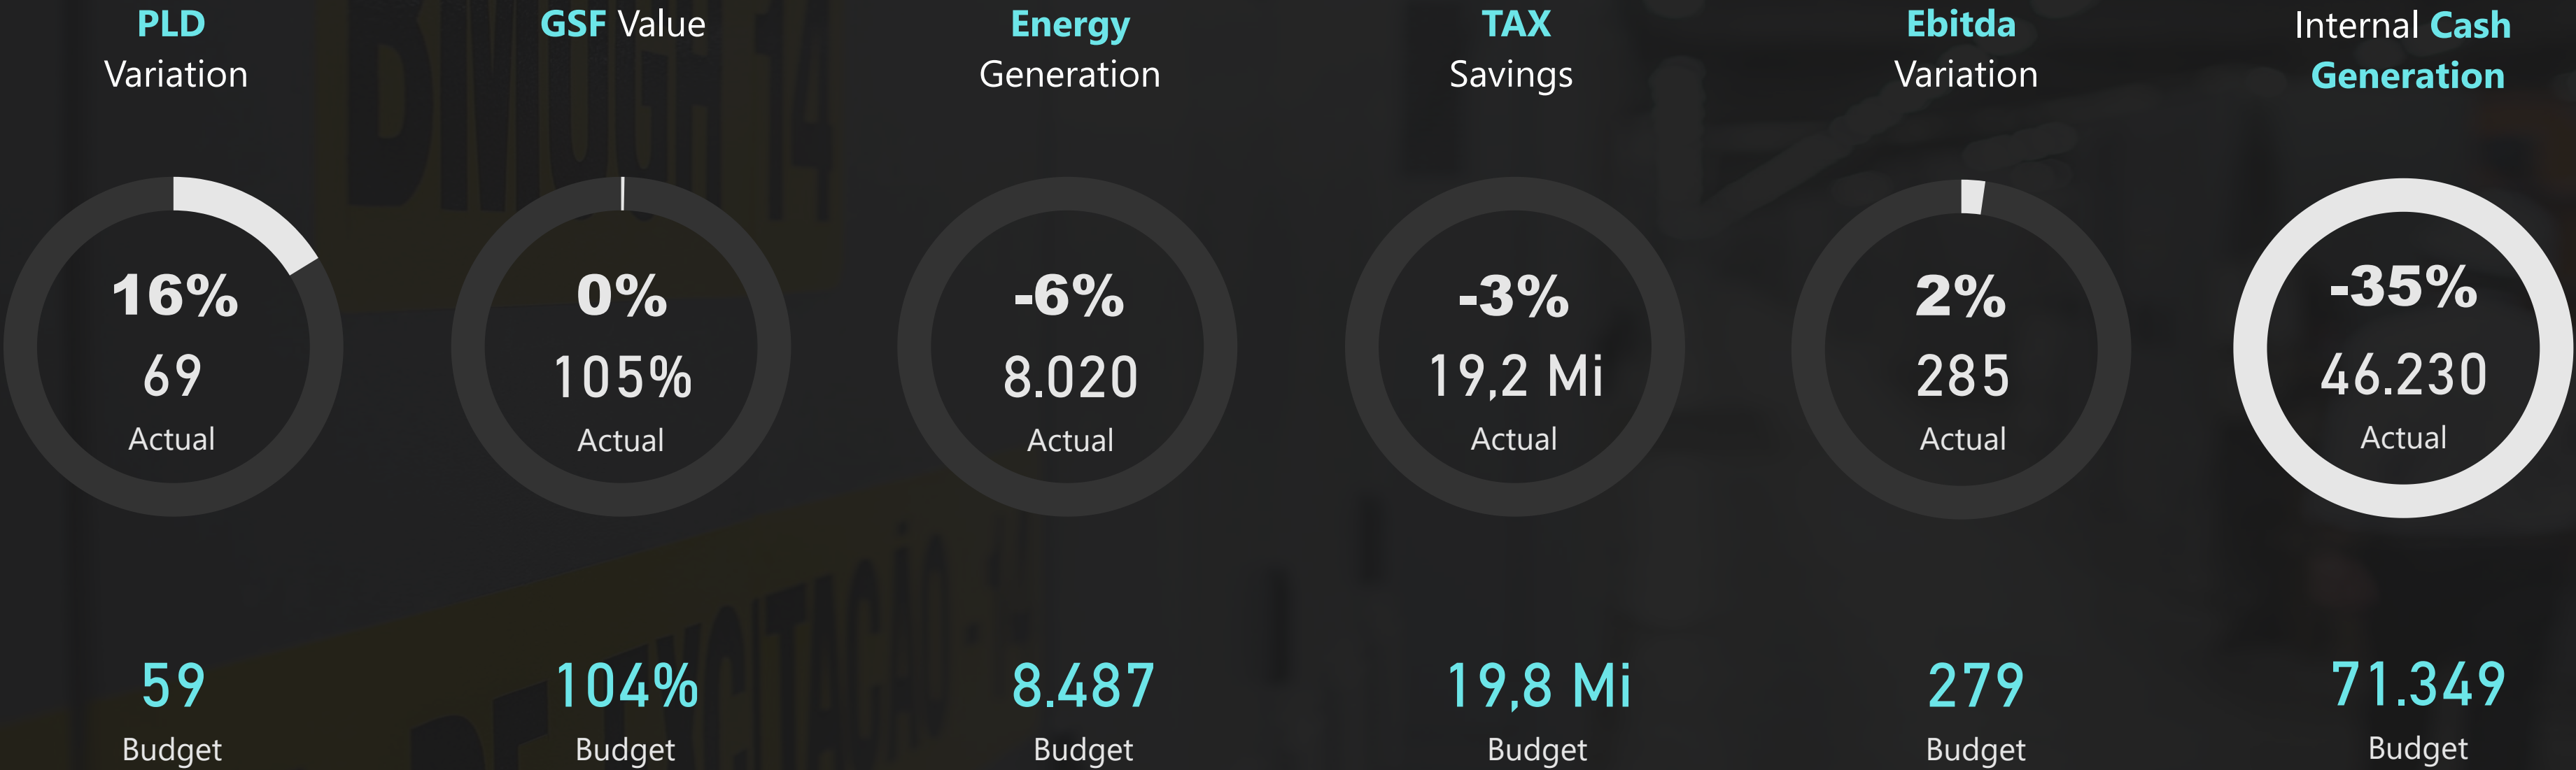 PLD
Variation
16%
69
Actual
59
Budget
GSF Value
0%
105%
Actual
104%
Budget
Energy
Generation
-6%
8.020
Actual
8.487
Budget
TAX
Savings
-3%
19,2 Mi
Actual
19,8 Mi
Budget
Ebitda
Variation
2%
285
Actual
279
Budget
Internal Cash
Generation
-35%
46.230
Actual
71.349
Budget